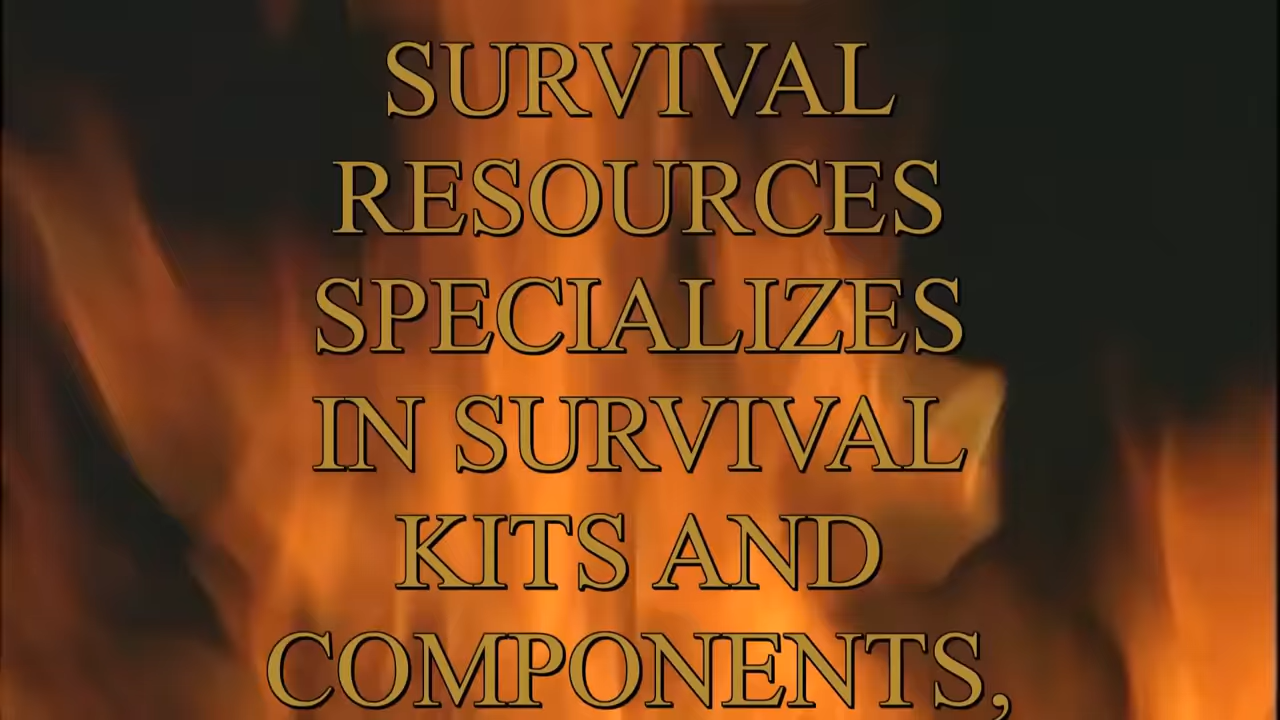 SURVIVAL
RESOURCES
SPECIALIZES
IN SURVIVAL
KITS AND
COMPONENTS,